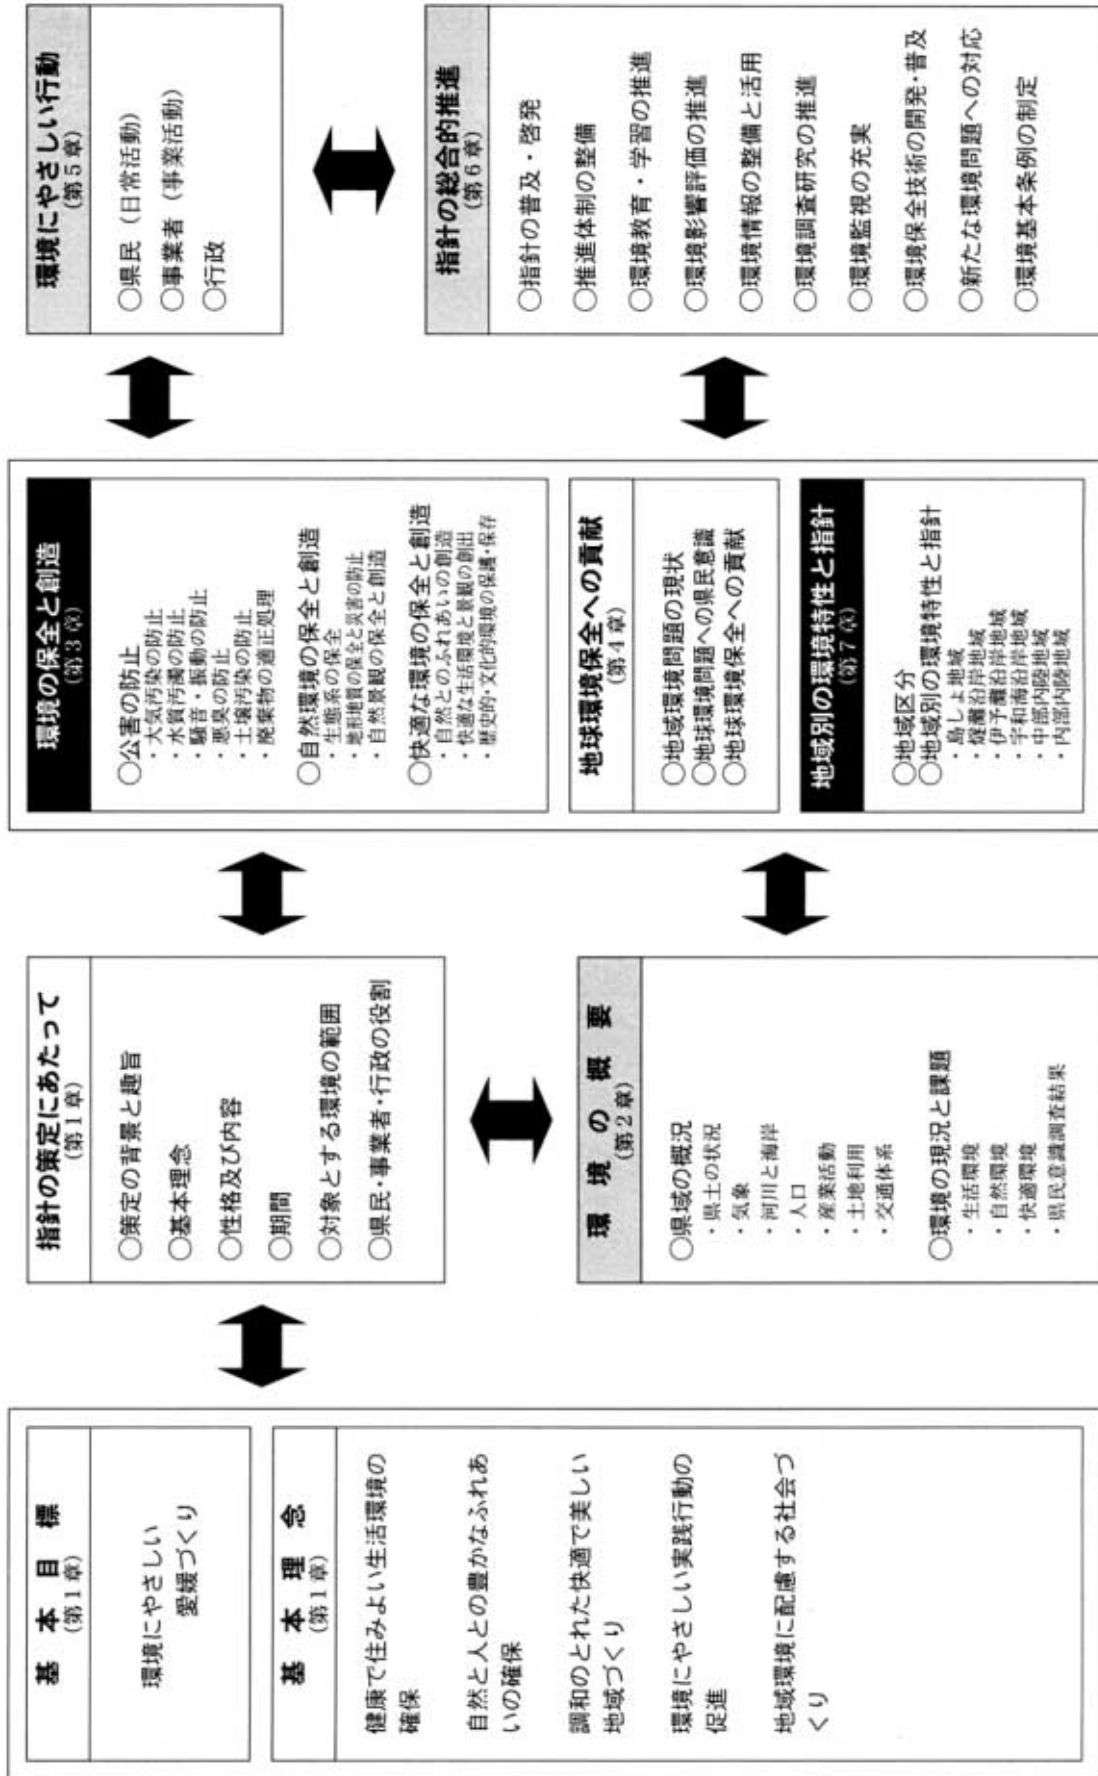 基本目標
(第1章)
環境にやさしい
愛媛づくり
基本理念
(第1章)
健康で住みよい生活環境の
確保
自然と人との豊かなふれあ
いの確保
調和のとれた快適で美しい
地域づくり
環境にやさしい実践行動の
促進
地域環境に配慮する社会づ
くり
指針の策定にあたって
(第1章)
○策定の背景と趣旨
○基本理念
○性格及び内容
○期間
○対象とする環境の範囲
○県民・事業者・行政の役割
環境の概要
(第2章)
○県域の概況
・県土の状況
・気象
・河川と海岸
・人口
・産業活動
・土地利用
・交通体系
○環境の現況と課題
・生活環境
・自然環境
・快適環境
・県民意識調査結果
環境の保全と創造
(第3章)
○公害の防止
・大気汚染の防止
・水質汚濁の防止
・騒音・振動の防止
・悪臭の防止
・土壌汚染の防止
・廃棄物の適正処理
○自然環境の保全と創造
・生態系の保全
・地形地質の保全と災害の防止
・自然景観の保全と創造
○快適な環境の保全と創造
・自然とのふれあいの創造
・快適な生活環境と景観の創出
・歴史的・文化的環境の保護・保存
地球環境保全への貢献
(第4章)
○地域環境問題の現状
○地球環境問題への県民意識
○地球環境保全への貢献
地域別の環境特性と指針
(第7章)
○地域区分
○地域別の環境特性と指針
・島しょ地域
・燧灘沿岸地域
・伊予灘沿岸地域
・宇和海沿岸地域
・中部内陸地域
・内部内陸地域
環境にやさしい行動
(第5章)
○県民(日常活動)
○事業者(事業活動)
○行政
指針の総合的推進
(第6章)
○指針の普及・啓発
○推進体制の整備
○環境教育・学習の推進
○環境影響評価の推進
○環境情報の整備と活用
○環境調査研究の推進
○環境監視の充実
○環境保全技術の開発・普及
○新たな環境問題への対応
○環境基本条例の制定